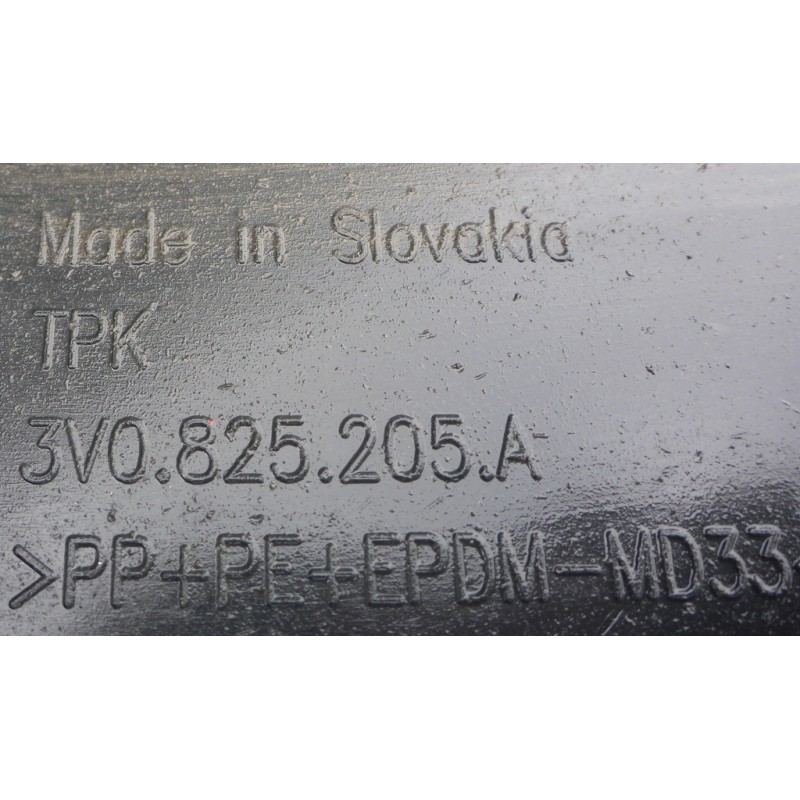 Made in Slovakia
TPK
3V0.825.205.A
>PP+PE+EPDM-MD33